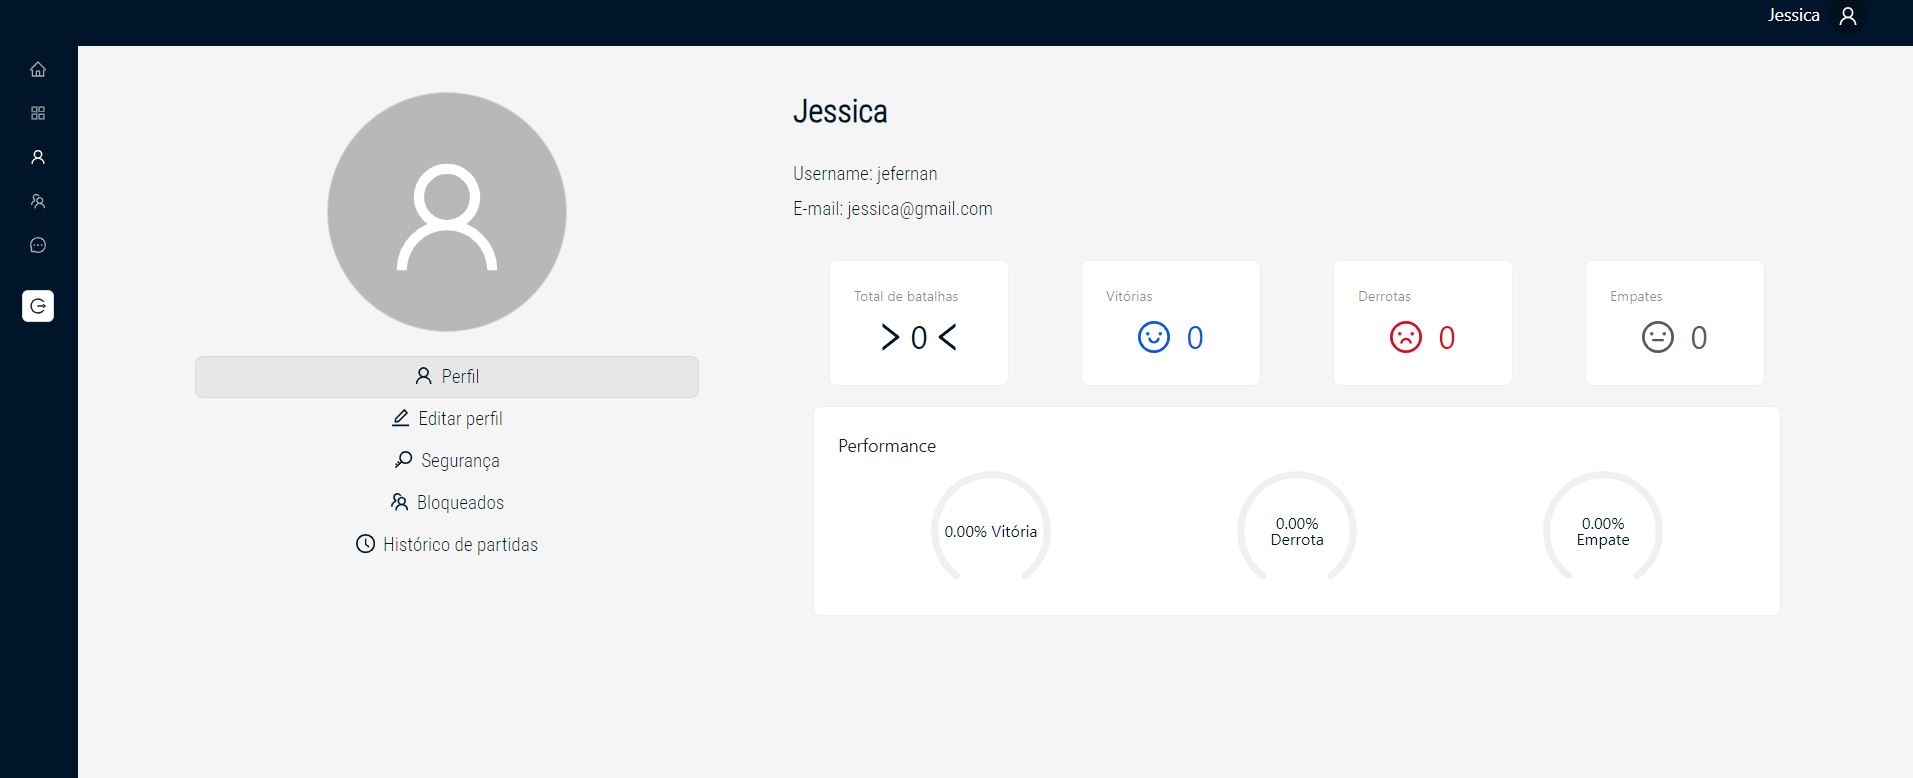 Jessica
Jessica
Username: jefernan
E-mail: jessica@gmail.com
Total de batalhas
> 0 <
Vitórias
0
Derrotas
0
Empates
0
Perfil
Editar perfil
Segurança
Bloqueados
Histórico de partidas
Performance
0.00% Vitória
0.00%
Derrota
0.00%
Empate